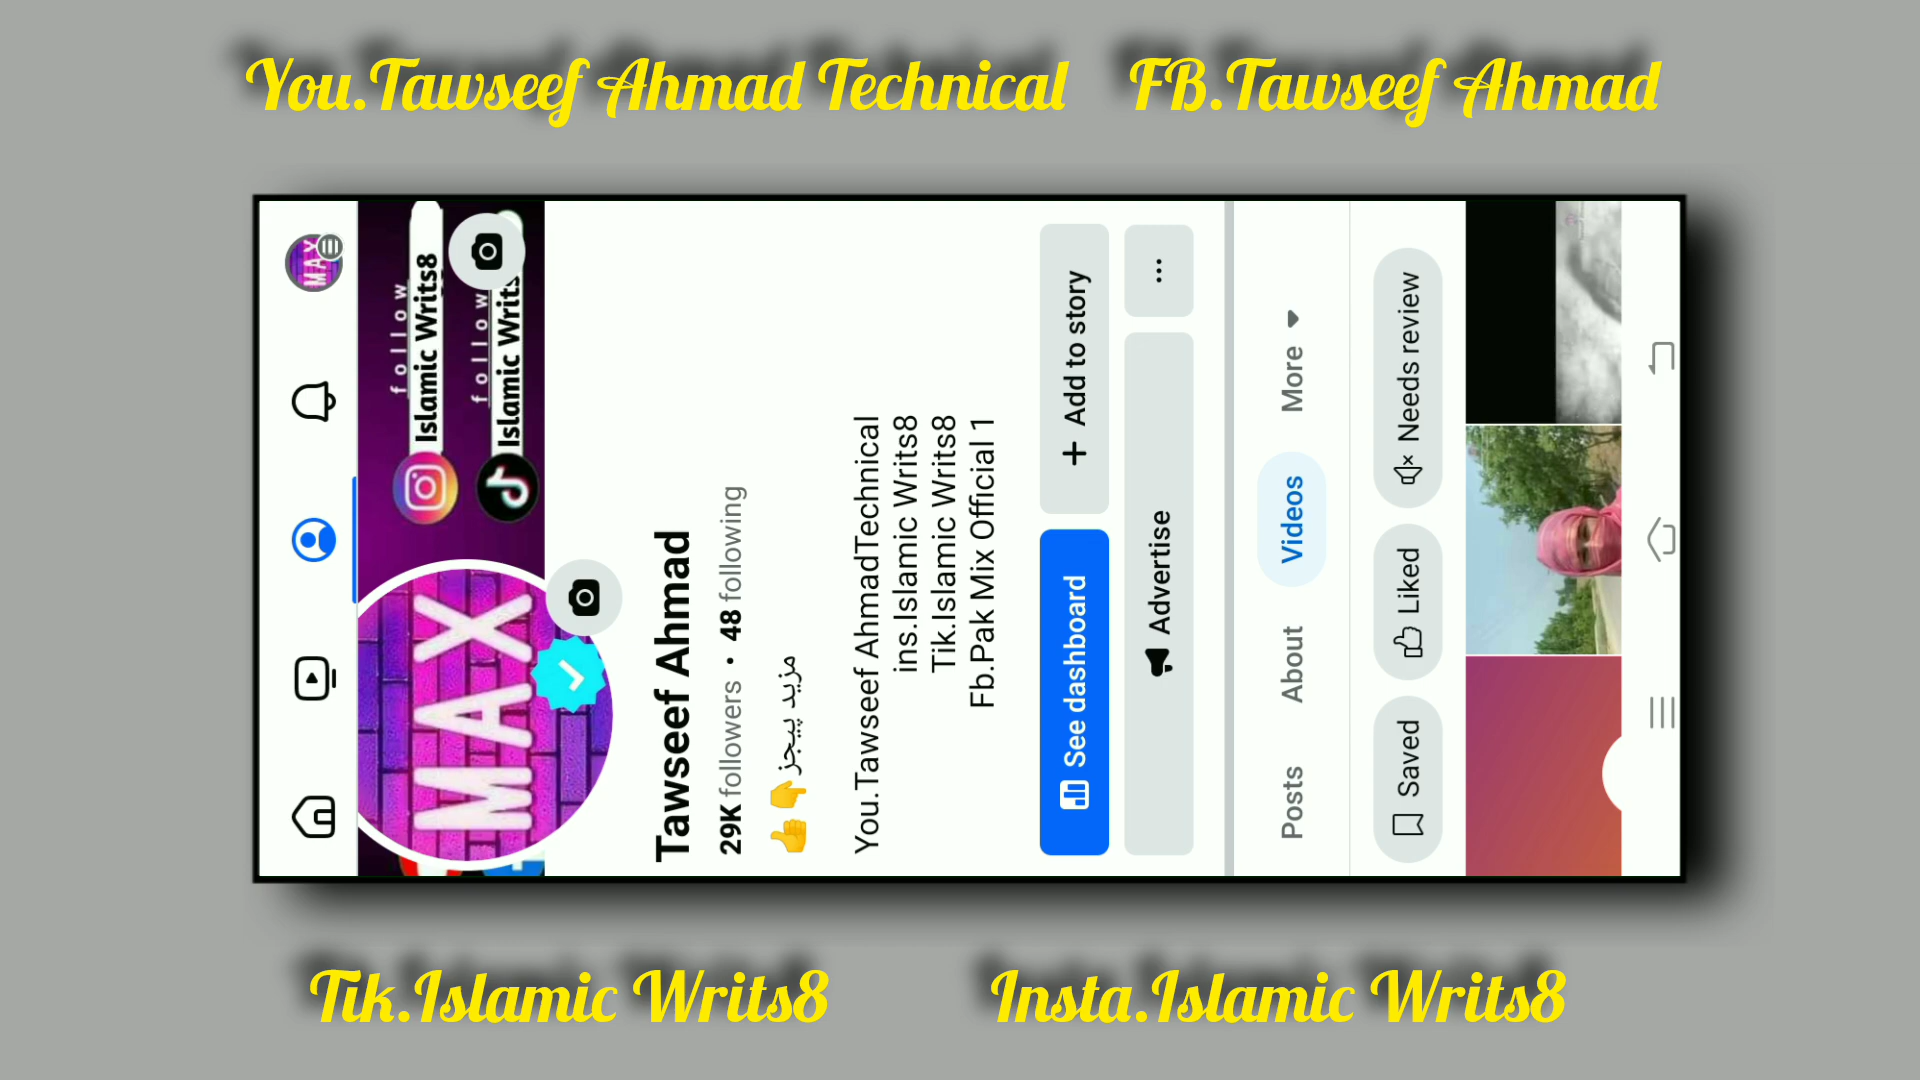 You.Tawseef Ahmad Technical
FB.Tawseef Ahmad
MAX
follow
Islamic Writs8
follow
Islamic Writs
MAX
Tawseef Ahmad
29K followers • 48 following
👍👉مزید پیجز
You.Tawseef AhmadTechnical
ins.Islamic Writs8
Tik.Islamic Writs8
Fb.Pak Mix Official 1
See dashboard
+ Add to story
Advertise
...
Posts
About
Videos
More
Saved
Liked
Needs review
Tik.Islamic Writs8
Insta.Islamic Writs8